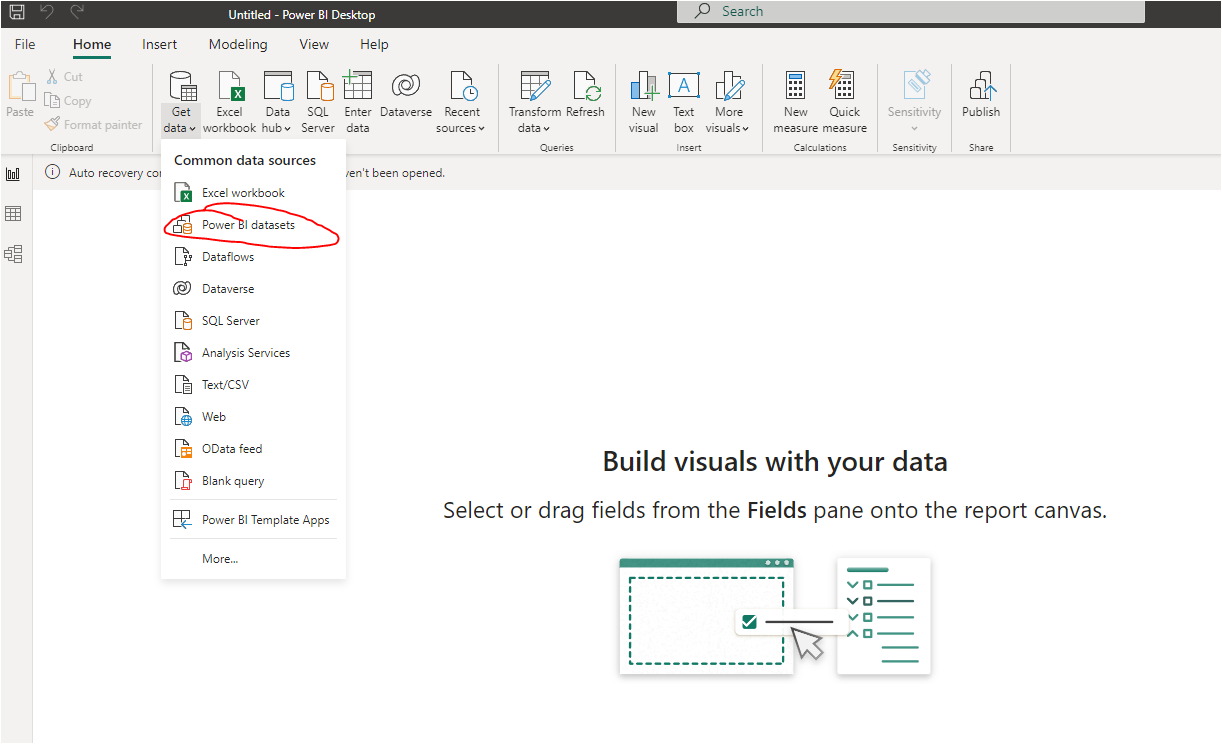 Untitled - Power BI Desktop
Search
File Home Insert Modeling View Help
Paste
Cut
Copy
Format painter
Clipboard
Get data
Excel workbook
Data hub
SQL Server
Enter data
Dataverse
Recent sources
Transform data
Refresh
Queries
New visual
Text box
More visuals
Insert
New measure
Quick measure
Calculations
Sensitivity
Sensitivity
Publish
Share
Auto recovery
ven't been opened.
Common data sources
Excel workbook
Power BI datasets
Dataflows
Dataverse
SQL Server
Analysis Services
Text/CSV
Web
OData feed
Blank query
Power BI Template Apps
More...
Build visuals with your data
Select or drag fields from the Fields pane onto the report canvas.